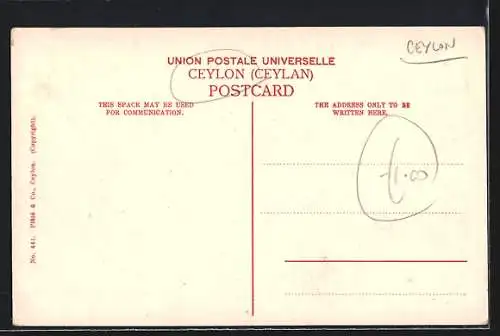 CEYLON
UNION POSTALE UNIVERSELLE
CEYLON (CEYLAN)
POSTCARD
THIS SPACE MAY BE USED
FOR COMMUNICATION.
THE ADDRESS ONLY TO BE
WRITTEN HERE.
1.00
No. 441. Plâté & Co., Ceylon. (Copyright).